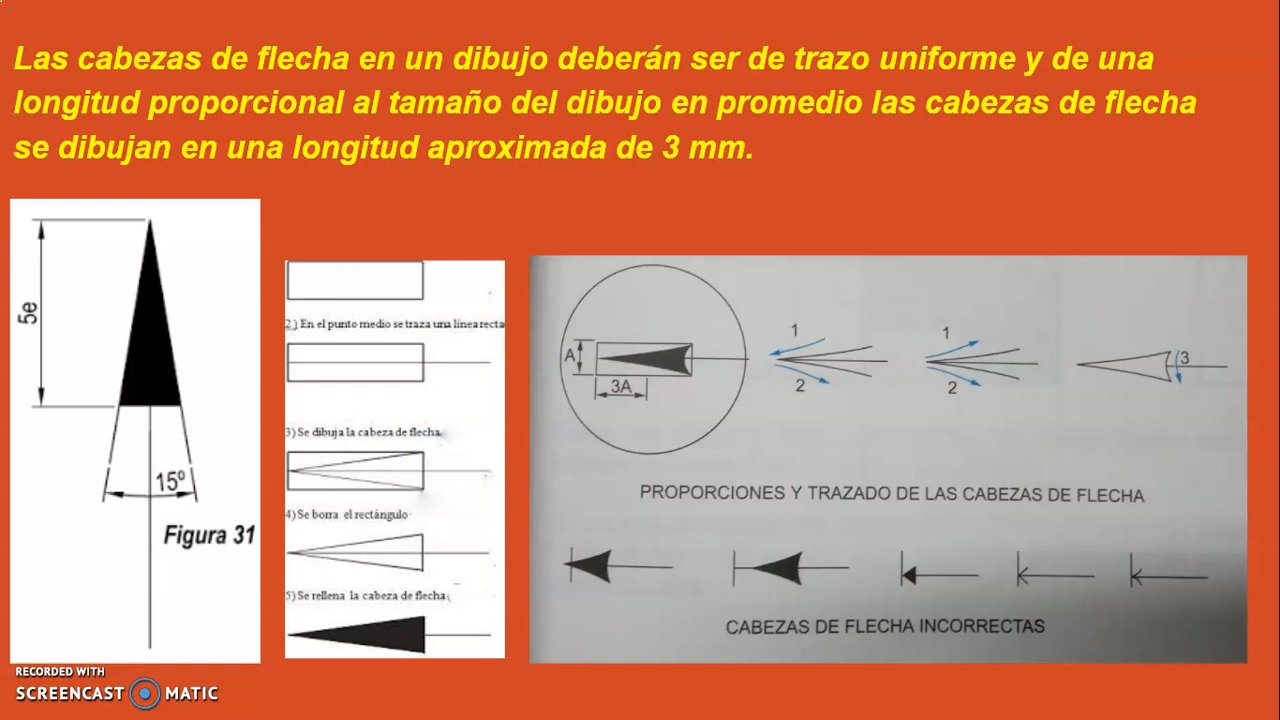 Las cabezas de flecha en un dibujo deberán ser de trazo uniforme y de una
longitud proporcional al tamaño del dibujo en promedio las cabezas de flecha
se dibujan en una longitud aproximada de 3 mm.
5e
15º
Figura 31
2.) En el punto medio se traza una línea recta
3) Se dibuja la cabeza de flecha.
4) Se borra el rectángulo
5) Se rellena la cabeza de flecha
A
3A
1
2
1
2
3
PROPORCIONES Y TRAZADO DE LAS CABEZAS DE FLECHA
CABEZAS DE FLECHA INCORRECTAS
RECORDED WITH
SCREENCAST MATIC